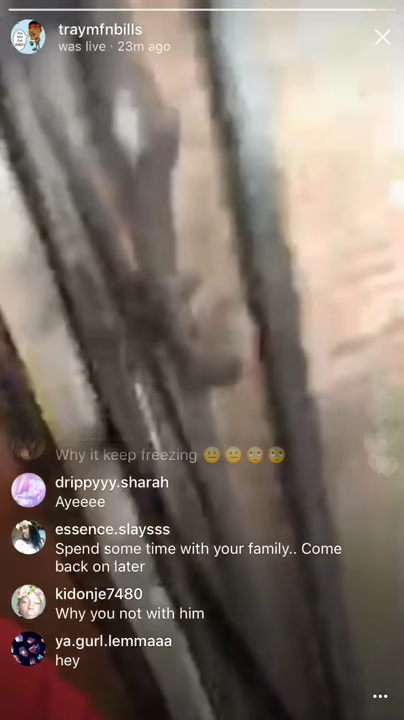 traymfnbills
was live · 23m ago
Why it keep freezing 😐😐🙄🙄
drippyyy.sharah
Ayeeee
essence.slaysss
Spend some time with your family.. Come
back on later
kidonje7480
Why you not with him
ya.gurl.lemmaaa
hey